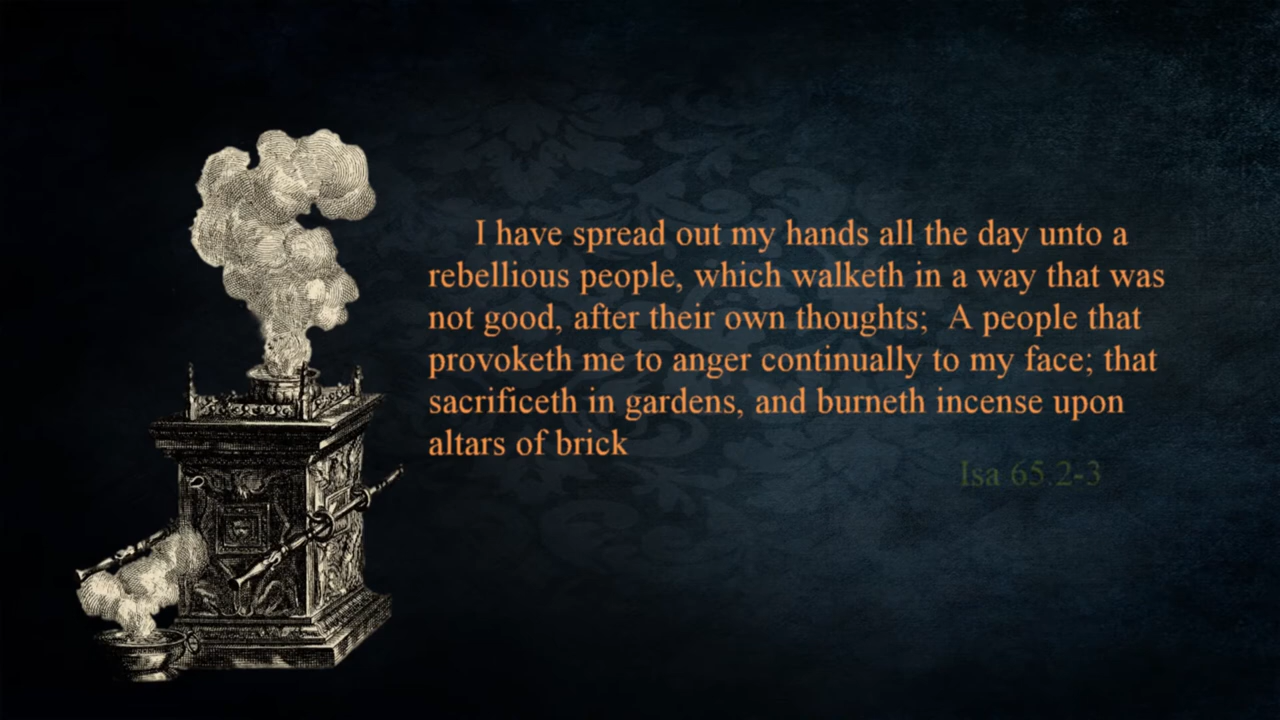 I have spread out my hands all the day unto a
rebellious people, which walketh in a way that was
not good, after their own thoughts;  A people that
provoketh me to anger continually to my face; that
sacrificeth in gardens, and burneth incense upon
altars of brick
Isa 65.2-3